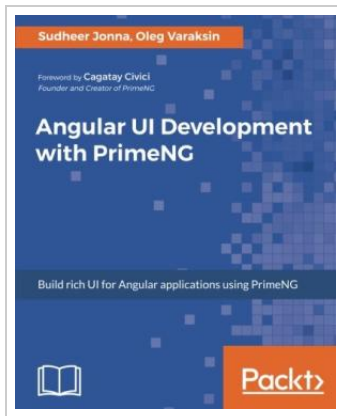 Sudheer Jonna, Oleg Varaksin
Foreword by Cagatay Civici
Founder and Creator of PrimeNG
Angular UI Development
with PrimeNG
Build rich UI for Angular applications using PrimeNG
Packt>